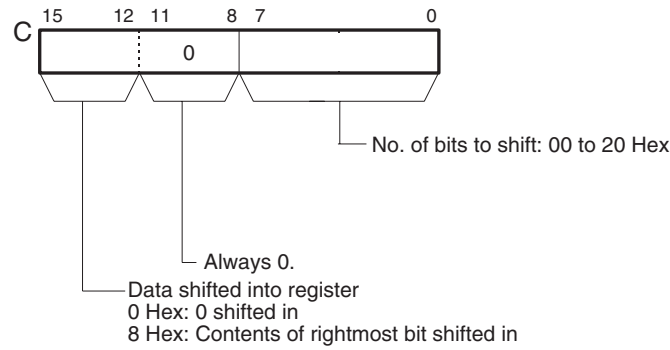 15 12 11 8 7 0
C
0
No. of bits to shift: 00 to 20 Hex
Always 0.
Data shifted into register
0 Hex: 0 shifted in
8 Hex: Contents of rightmost bit shifted in